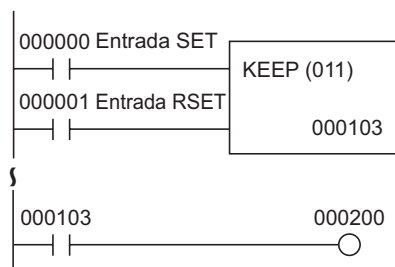 000000 Entrada SET
KEEP (011)
000001 Entrada RSET
000103
000103
000200